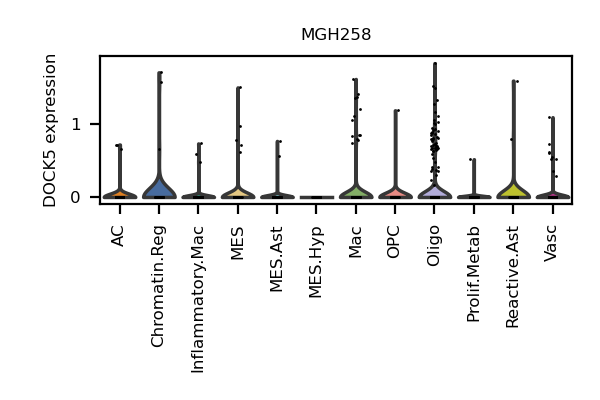 MGH258
DOCK5 expression
1
0
AC
Chromatin.Reg
Inflammatory.Mac
MES
MES.Ast
MES.Hyp
Mac
OPC
Oligo
Prolif.Metab
Reactive.Ast
Vasc